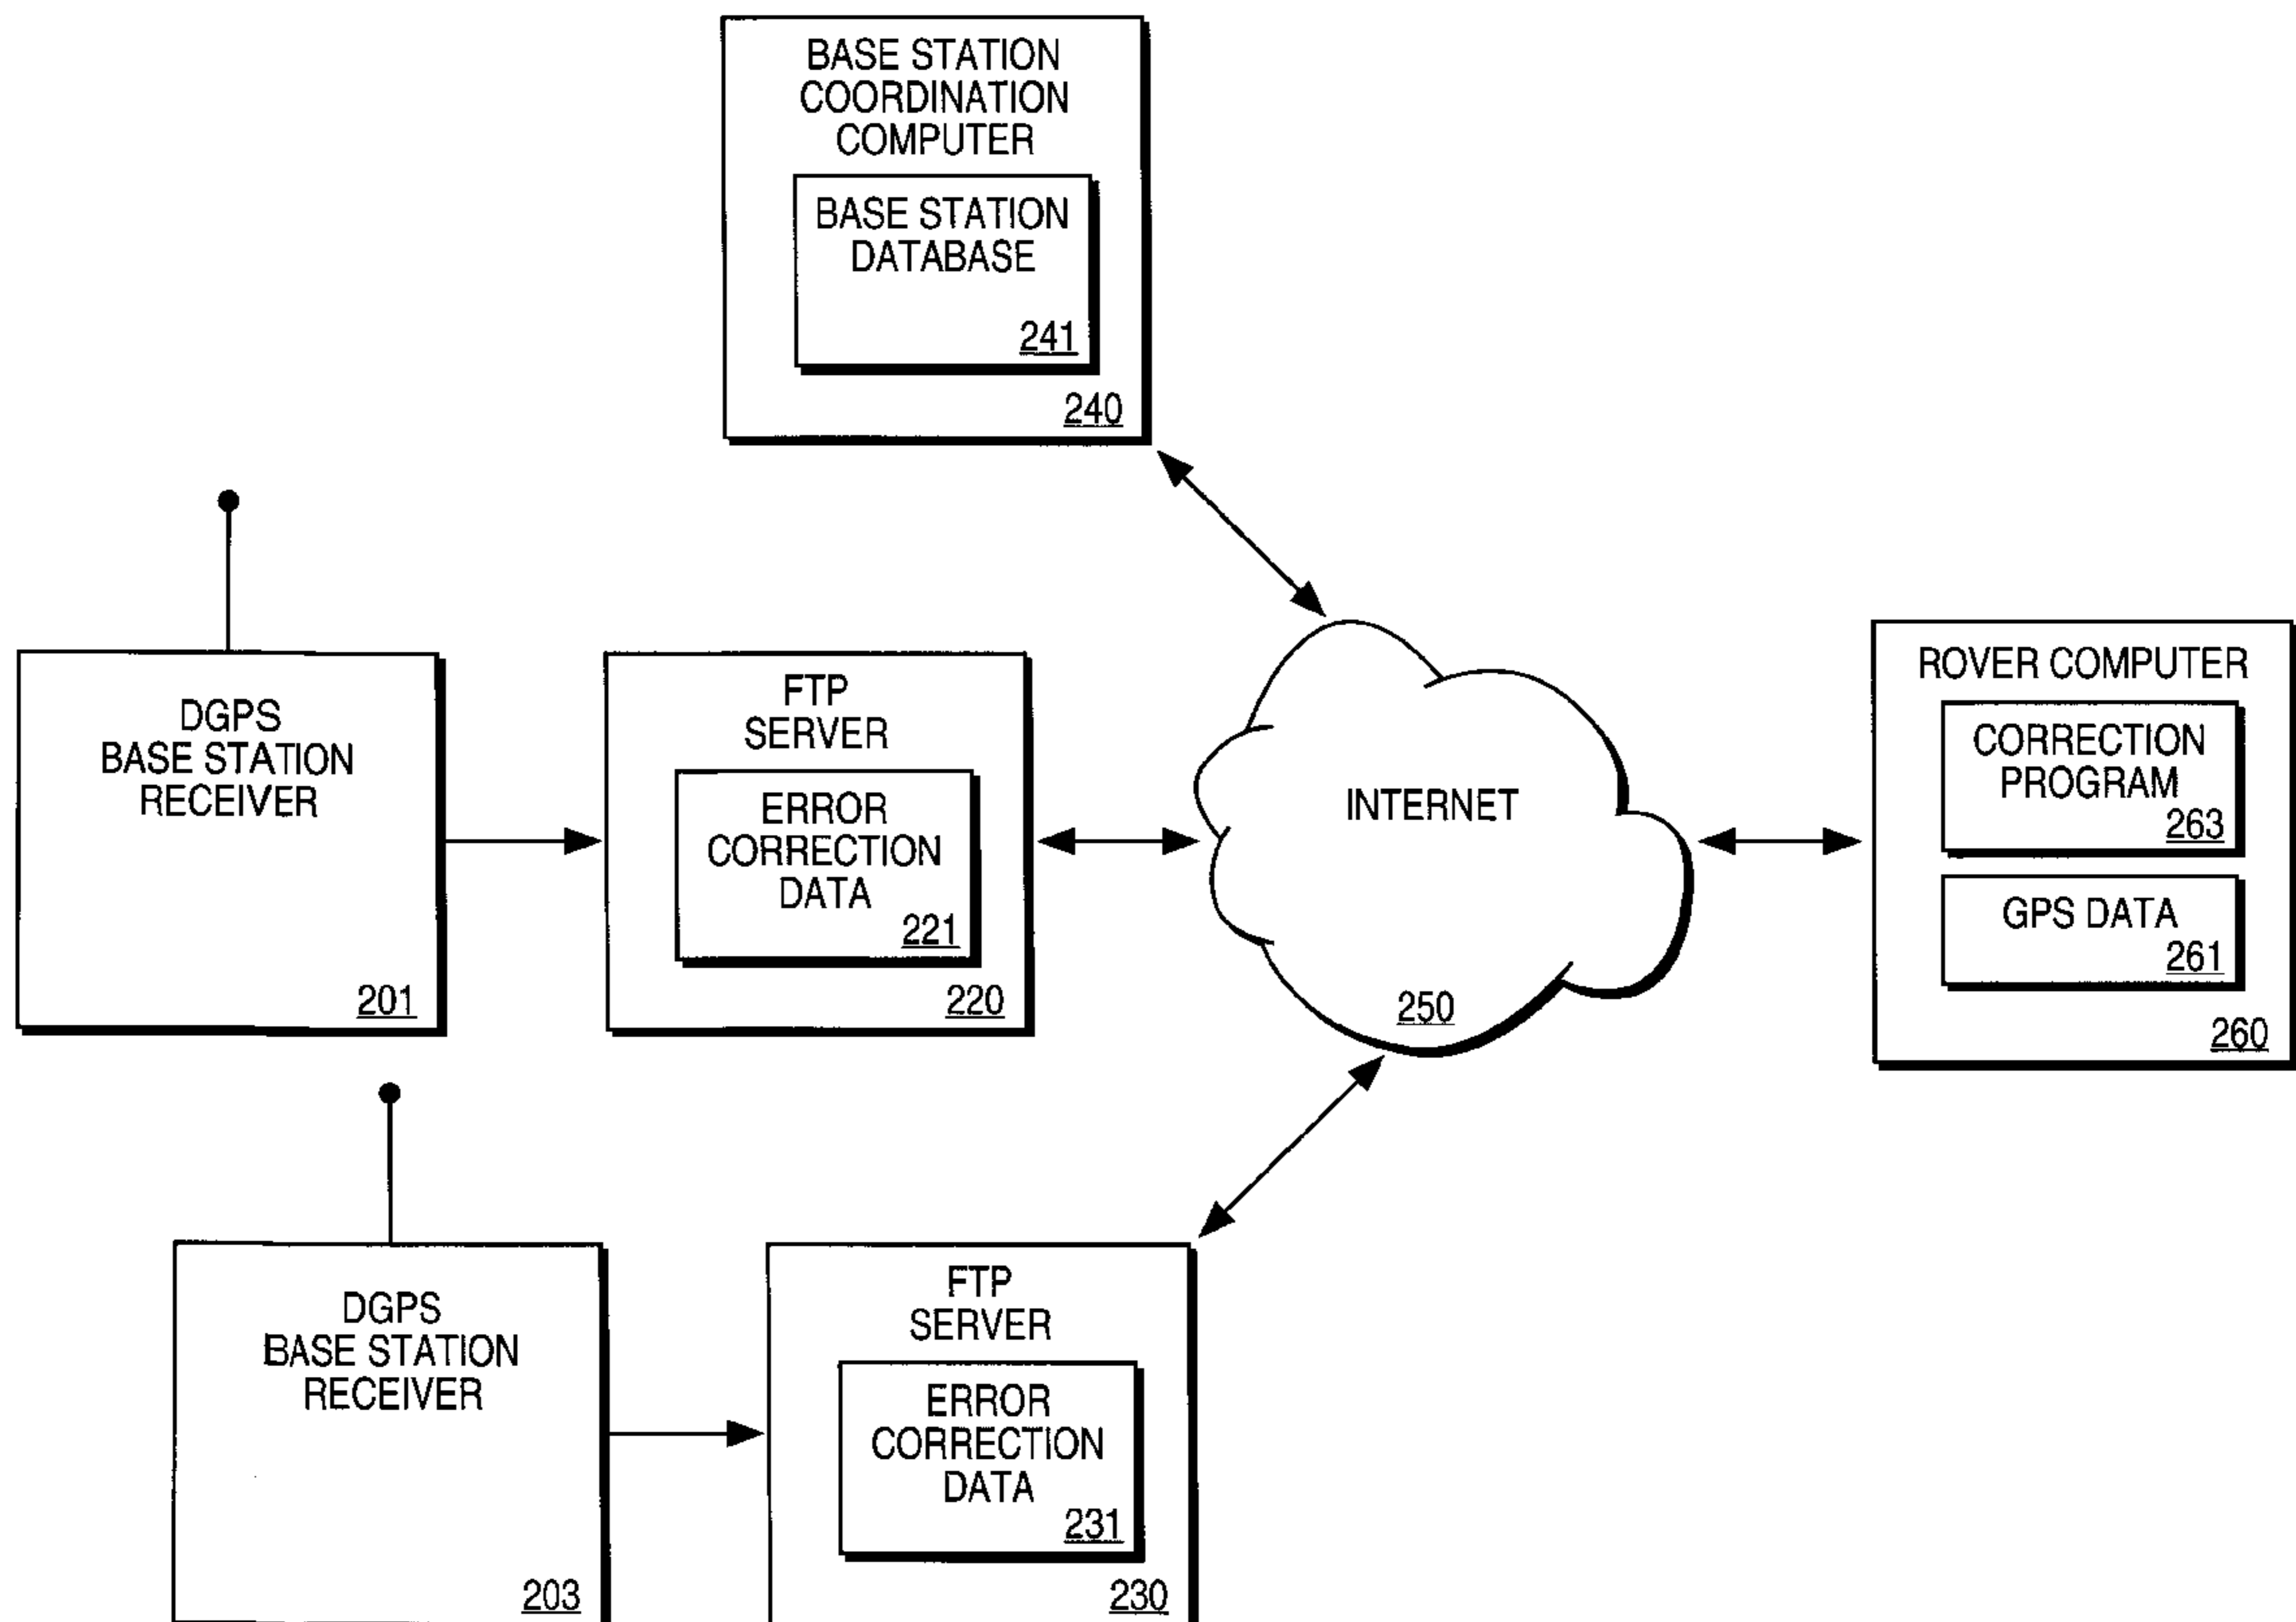 BASE STATION
COORDINATION
COMPUTER
BASE STATION
DATABASE
241
240
DGPS
BASE STATION
RECEIVER
201
FTP
SERVER
ERROR
CORRECTION
DATA
221
220
INTERNET
250
ROVER COMPUTER
CORRECTION
PROGRAM
263
GPS DATA
261
260
DGPS
BASE STATION
RECEIVER
203
FTP
SERVER
ERROR
CORRECTION
DATA
231
230